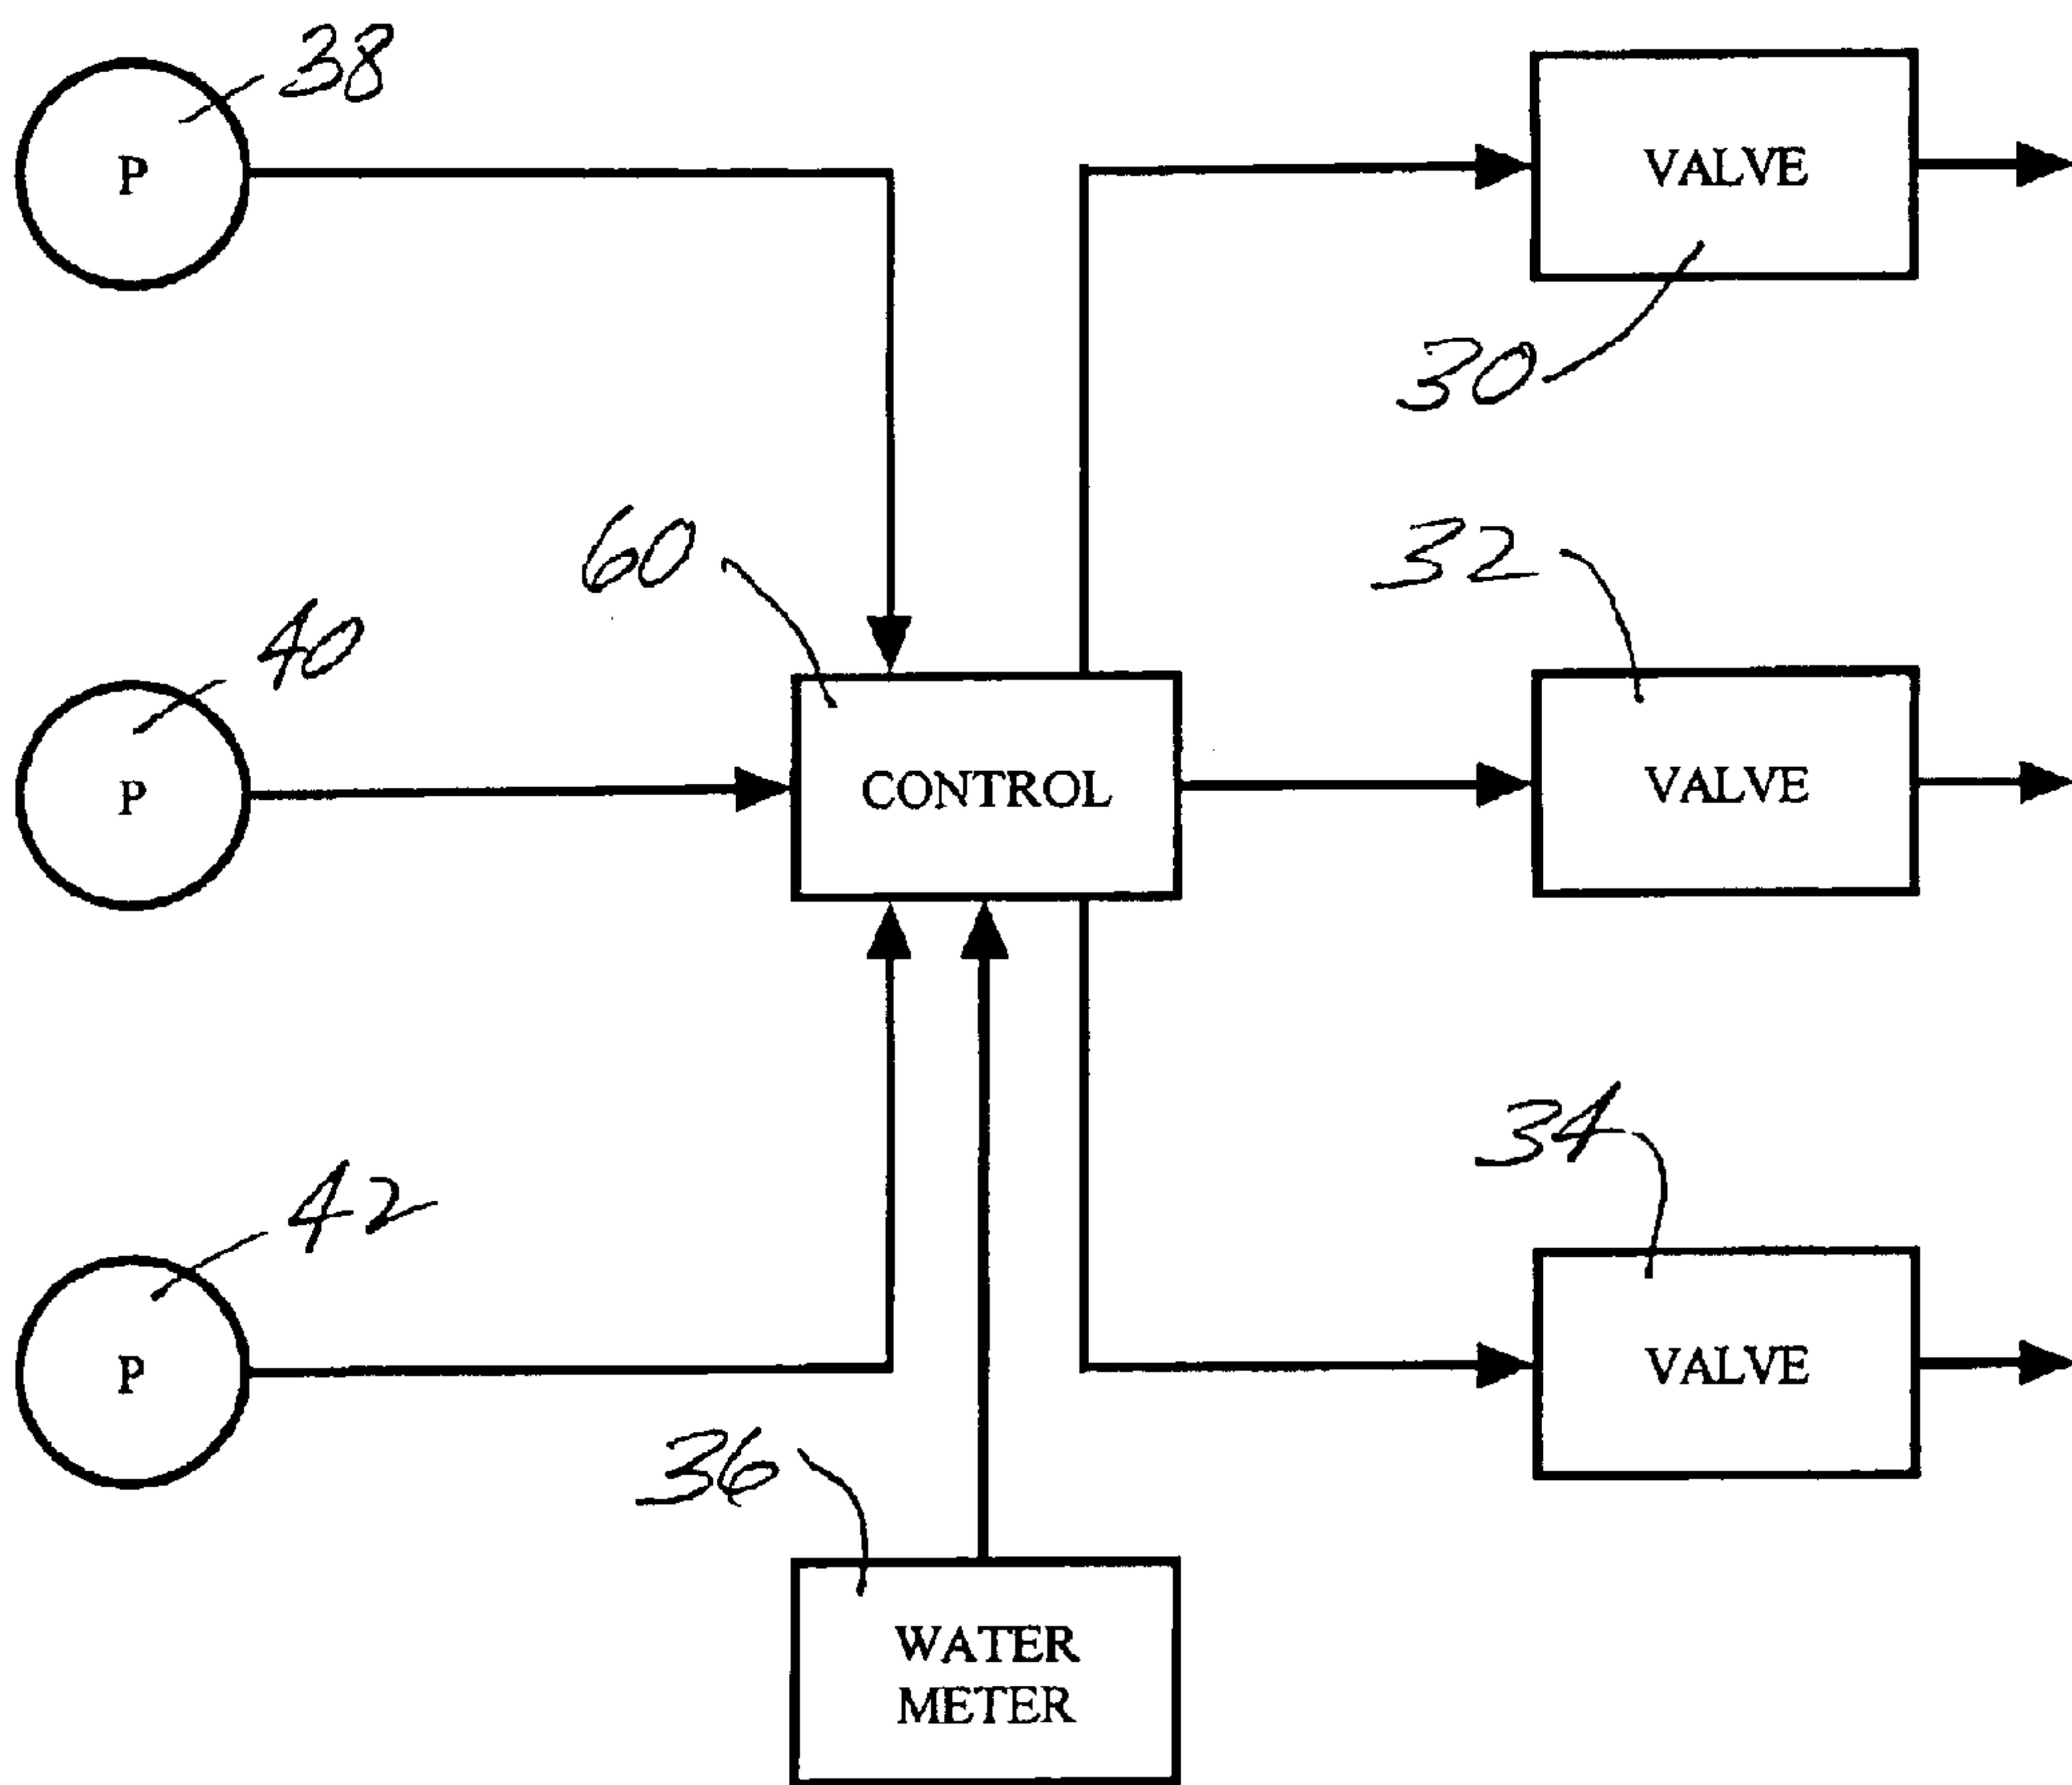 38
P
VALVE
30
60
32
40
P
CONTROL
VALVE
34
42
P
VALVE
36
WATER
METER